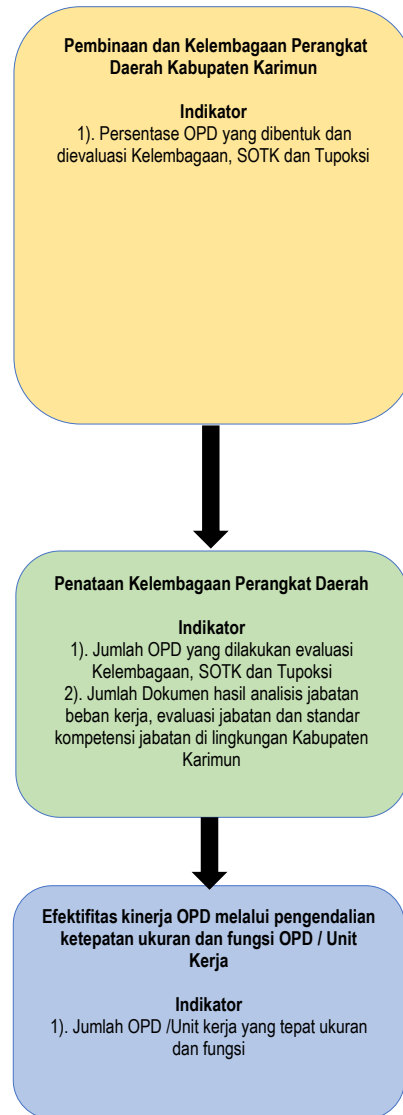 Pembinaan dan Kelembagaan Perangkat
Daerah Kabupaten Karimun
Indikator
1). Persentase OPD yang dibentuk dan
dievaluasi Kelembagaan, SOTK dan Tupoksi
Penataan Kelembagaan Perangkat Daerah
Indikator
1). Jumlah OPD yang dilakukan evaluasi
Kelembagaan, SOTK dan Tupoksi
2). Jumlah Dokumen hasil analisis jabatan
beban kerja, evaluasi jabatan dan standar
kompetensi jabatan di lingkungan Kabupaten
Karimun
Efektifitas kinerja OPD melalui pengendalian
ketepatan ukuran dan fungsi OPD / Unit
Kerja
Indikator
1). Jumlah OPD /Unit kerja yang tepat ukuran
dan fungsi